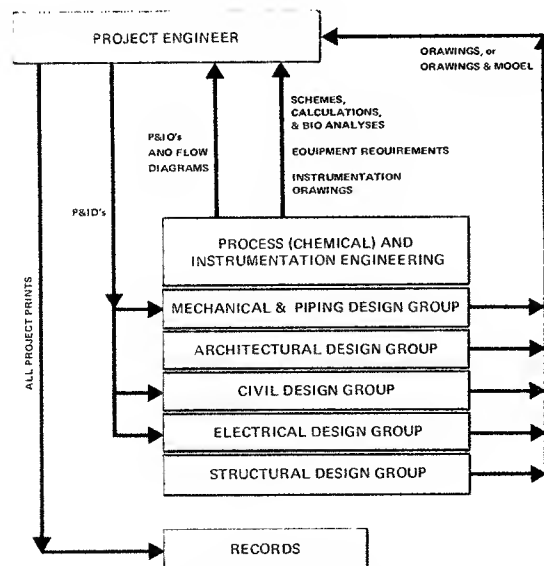 PROJECT ENGINEER
ORAWINGS, or
ORAWINGS & MOOEL
SCHEMES,
CALCULATIONS,
& BIO ANALYSES
EQUIPMENT REQUIREMENTS
INSTRUMENTATION
ORAWINGS
P&IO's
ANO FLOW
DIAGRAMS
P&ID's
ALL PROJECT PRINTS
PROCESS (CHEMICAL) AND
INSTRUMENTATION ENGINEERING
MECHANICAL & PIPING DESIGN GROUP
ARCHITECTURAL DESIGN GROUP
CIVIL DESIGN GROUP
ELECTRICAL DESIGN GROUP
STRUCTURAL DESIGN GROUP
RECORDS